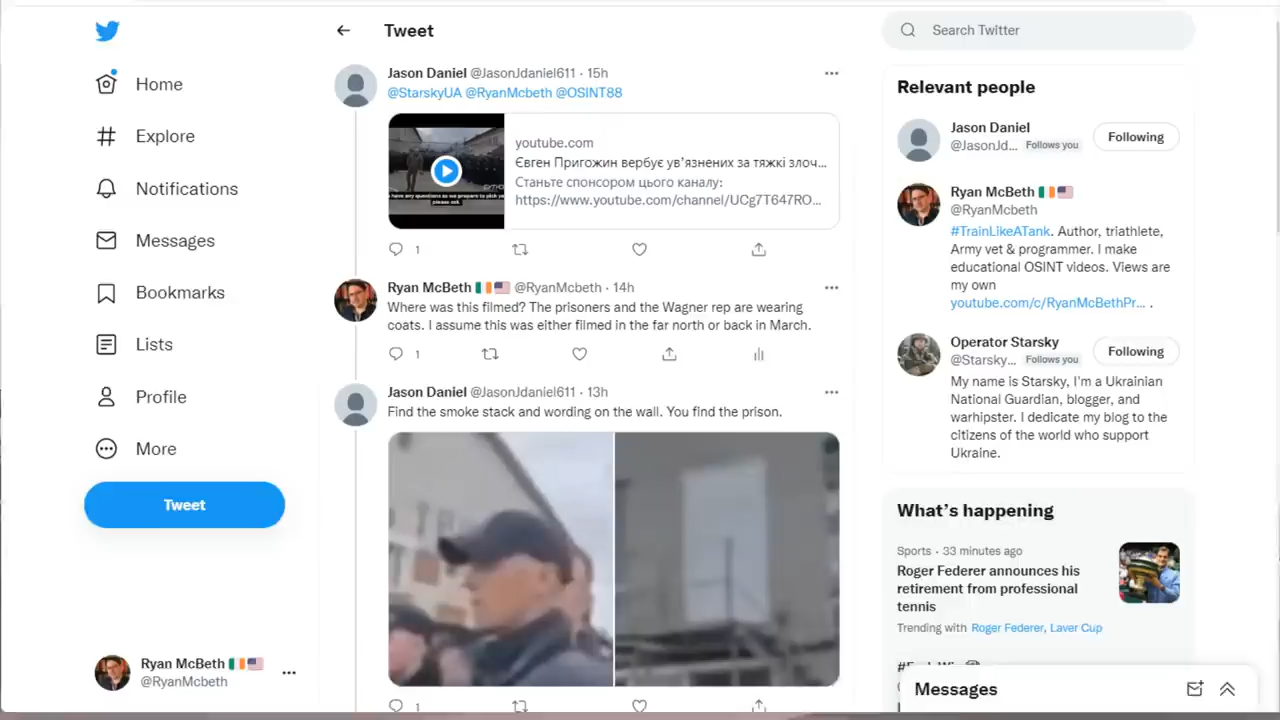 Home
Explore
Notifications
Messages
Bookmarks
Lists
Profile
More
Tweet
Ryan McBeth 🇮🇪🇺🇸
@RyanMcbeth
Tweet
Jason Daniel @JasonJdaniel611 · 15h
@StarskyUA @RyanMcbeth @OSINT88
youtube.com
Євген Пригожин вербує ув’язнених за тяжкі злоч...
Станьте спонсором цього каналу:
https://www.youtube.com/channel/UCg7T647RO...
please ask.
1
Ryan McBeth 🇮🇪🇺🇸 @RyanMcbeth · 14h
Where was this filmed? The prisoners and the Wagner rep are wearing
coats. I assume this was either filmed in the far north or back in March.
1
Jason Daniel @JasonJdaniel611 · 13h
Find the smoke stack and wording on the wall. You find the prison.
1
Search Twitter
Relevant people
Jason Daniel
@JasonJd... Follows you
Following
Ryan McBeth 🇮🇪🇺🇸
@RyanMcbeth
#TrainLikeATank. Author, triathlete,
Army vet & programmer. I make
educational OSINT videos. Views are
my own
youtube.com/c/RyanMcBethPr... .
Operator Starsky
@Starsky... Follows you
Following
My name is Starsky, I'm a Ukrainian
National Guardian, blogger, and
warhipster. I dedicate my blog to the
citizens of the world who support
Ukraine.
What’s happening
Sports · 33 minutes ago
Roger Federer announces his
retirement from professional
tennis
Trending with Roger Federer, Laver Cup
Messages